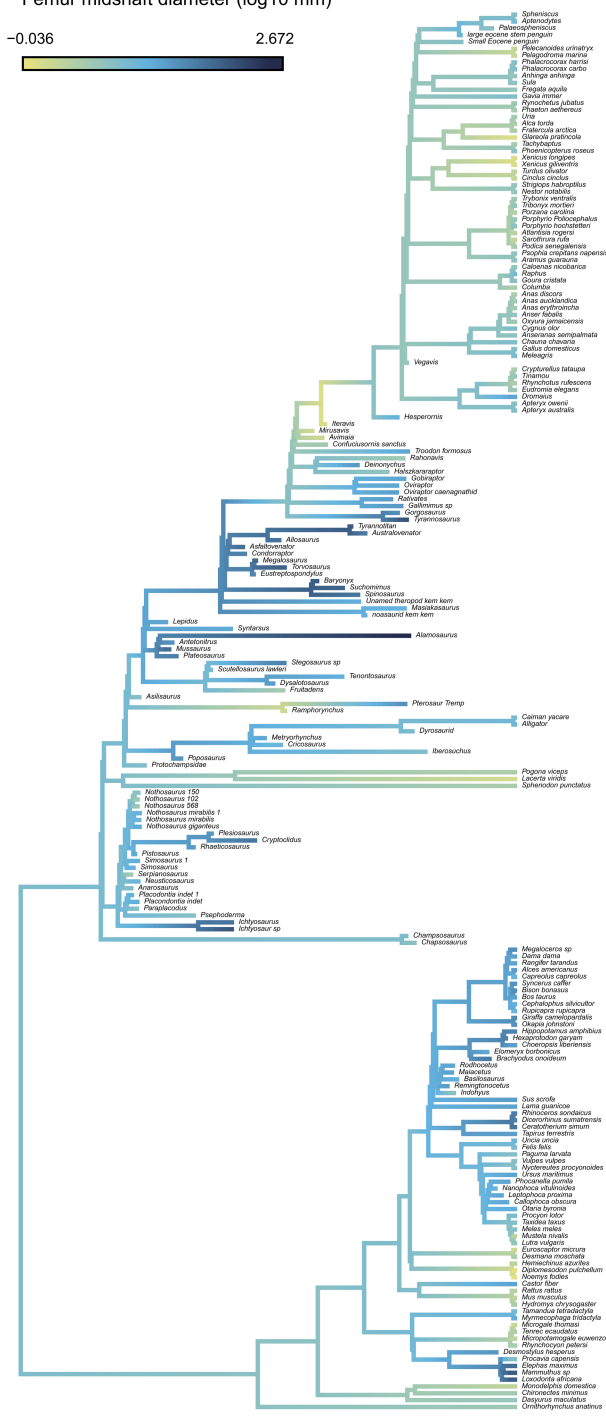 Femur midshaft diameter (log10 mm)
−0.036
2.672
Spheniscus
Aptenodytes
Palaeospheniscus
large eocene stem penguin
Small Eocene penguin
Pelecanoides urinatryx
Pelagodroma marina
Phalacrocorax harrisi
Phalacrocorax carbo
Anhinga anhinga
Sula
Fregata aquila
Gavia immer
Rynochetus jubatus
Phaeton aethereus
Uria
Alca torda
Fratercula arctica
Glareola pratincola
Tachybaptus
Phoenicopterus roseus
Xenicus longipes
Xenicus gilventris
Turdus olivator
Cinclus cinclus
Strigiops habroptilus
Nestor notabilis
Trybonix ventralis
Tribonyx mortieri
Porzana carolina
Porphyrio Poliocephalus
Porphyrio hochstetteri
Atlantisia rogersi
Sarothrura rufa
Podica senegalensis
Psophia crepitans napensis
Aramus guarauna
Caloenas nicobarica
Raphus
Goura cristata
Columba
Anas discors
Anas aucklandica
Anas erythroincha
Anser fabalis
Oxyura jamaicensis
Cygnus olor
Anseranas semipalmata
Chauna chavaria
Gallus domesticus
Meleagris
Vegavis
Crypturellus tataupa
Tinamou
Rhynchotus rufescens
Eudromia elegans
Dromaius
Apteryx owenii
Apteryx australis
Hesperornis
Iteravis
Mirusavis
Avimaia
Confuciusornis sanctus
Troodon formosus
Rahonavis
Deinonychus
Halszkararaptor
Gobiraptor
Oviraptor
Oviraptor caenagnathid
Rativates
Gallimimus sp
Gorgosaurus
Tyrannosaurus
Tyrannotitan
Australovenator
Allosaurus
Asfaltovenator
Condorraptor
Megalosaurus
Torvosaurus
Eustreptospondylus
Baryonyx
Suchomimus
Spinosaurus
Unamed theropod kem kem
Masiakasaurus
noasaurid kem kem
Lepidus
Syntarsus
Alamosaurus
Antetonitrus
Mussaurus
Plateosaurus
Stegosaurus sp
Scutellosaurus lawleri
Tenontosaurus
Dysalotosaurus
Fruitadens
Asilisaurus
Pterosaur Tremp
Ramphorynchus
Caiman yacare
Alligator
Dyrosaurid
Metryorhynchus
Cricosaurus
Iberosuchus
Poposaurus
Protochampsidae
Pogona viceps
Lacerta viridis
Sphenodon punctatus
Nothosaurus 150
Nothosaurus 102
Nothosaurus 568
Nothosaurus mirabilis 1
Nothosaurus mirabilis
Nothosaurus giganteus
Plesiosaurus
Cryptoclidus
Rhaeticosaurus
Pistosaurus
Simosaurus 1
Simosaurus
Serpianosaurus
Neusticosaurus
Anarosaurus
Placodontia indet 1
Placondontia indet
Paraplacodus
Psephoderma
Ichtyosaurus
Ichtyosaur sp
Champsosaurus
Chapsosaurus
Megaloceros sp
Dama dama
Rangifer tarandus
Alces americanus
Capreolus capreolus
Syncerus caffer
Bison bonasus
Bos taurus
Cephalophus silvicultor
Rupicapra rupicapra
Giraffa camelopardalis
Okapia johnstoni
Hippopotamus amphibius
Hexaprotodon garyam
Choeropsis liberiensis
Elomeryx borbonicus
Brachyodus onoideum
Rodhocetus
Maiacetus
Basilosaurus
Remingtonocetus
Indohyus
Sus scrofa
Lama guanicoe
Rhinoceros sondaicus
Dicerorhinus sumatrensis
Ceratotherium simum
Tapirus terrestris
Uncia uncia
Felis felis
Paguma larvata
Vulpes vulpes
Nyctereutes procyonoides
Ursus maritimus
Phocanella pumila
Nanophoca vitulinoides
Leptophoca proxima
Callophoca obscura
Otaria byronia
Procyon lotor
Taxidea taxus
Meles meles
Mustela nivalis
Lutra vulgaris
Euroscaptor micrura
Desmana moschata
Hemiechinus azurites
Diplomesodon pulchellum
Noemys fodies
Castor fiber
Rattus rattus
Mus musculus
Hydromys chrysogaster
Tamandua tetradactyla
Myrmecophaga tridactyla
Microgale thomasi
Tenrec ecaudatus
Micropotamogale euwenzo
Rhynchocyon petersi
Desmostylus hesperus
Procavia capensis
Elephas maximus
Mammuthus sp
Loxodonta africana
Monodelphis domestica
Chironectes minimus
Dasyurus maculatus
Ornithorhynchus anatinus